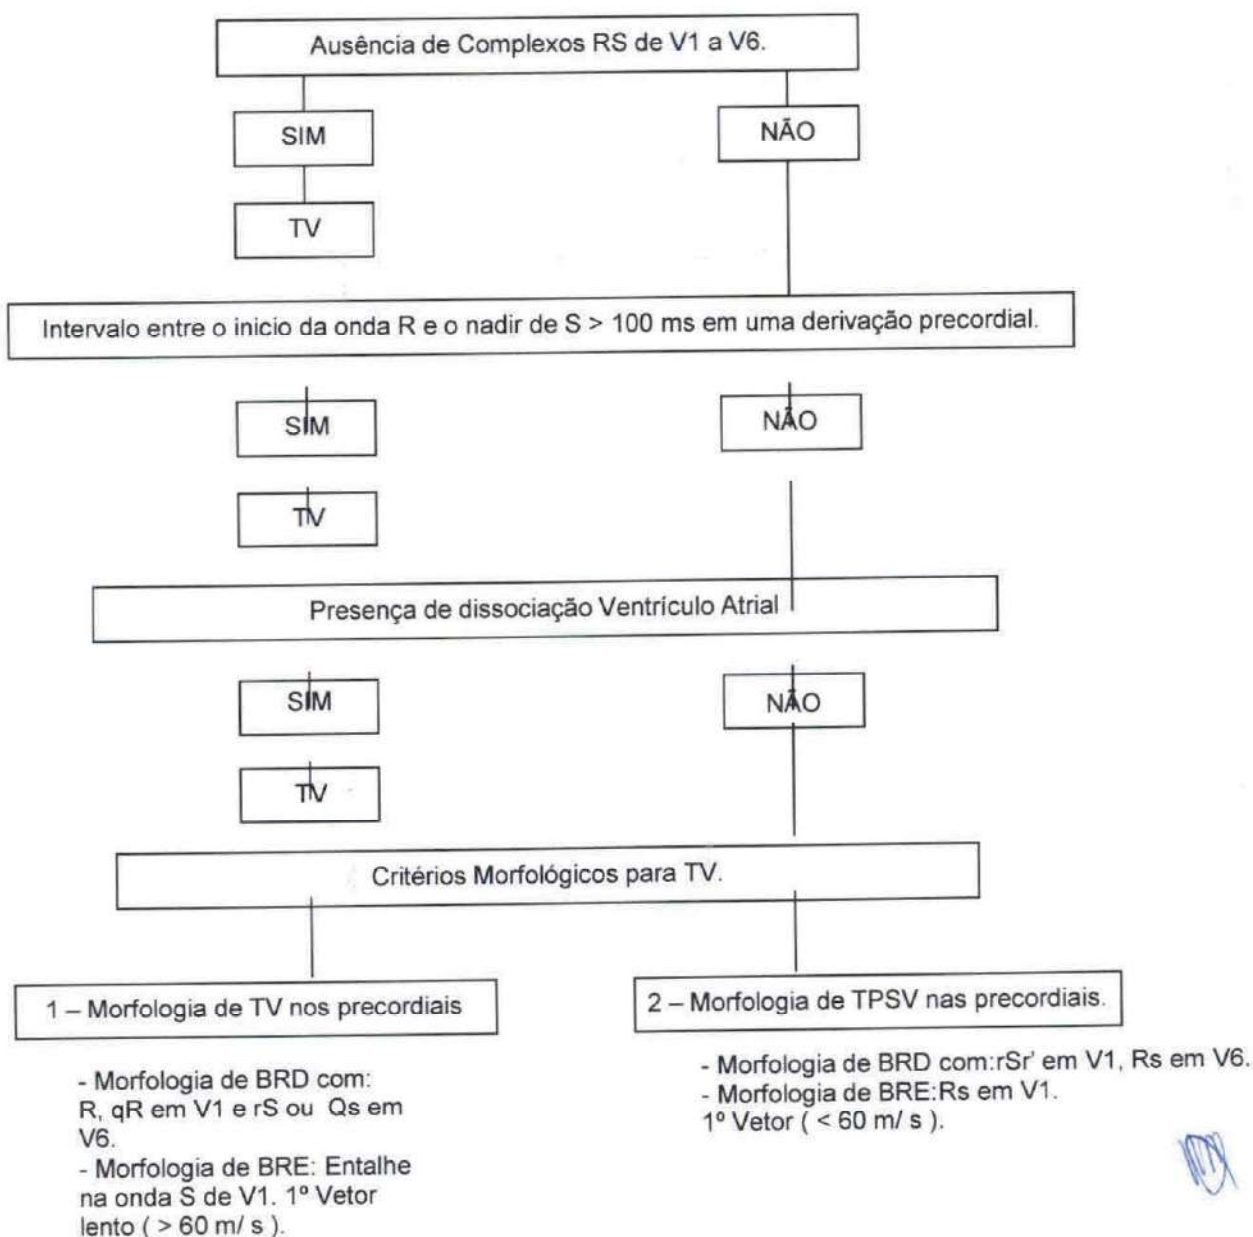 Ausência de Complexos RS de V1 a V6.
SIM
NÃO
TV
Intervalo entre o inicio da onda R e o nadir de S > 100 ms em uma derivação precordial.
SIM
NÃO
TV
Presença de dissociação Ventrículo Atrial
SIM
NÃO
TV
Critérios Morfológicos para TV.
1 – Morfologia de TV nos precordiais
2 – Morfologia de TPSV nas precordiais.
- Morfologia de BRD com:
R, qR em V1 e rS ou Qs em
V6.
- Morfologia de BRE: Entalhe
na onda S de V1. 1º Vetor
lento ( > 60 m/ s ).
- Morfologia de BRD com:rSr' em V1, Rs em V6.
- Morfologia de BRE:Rs em V1.
1º Vetor ( < 60 m/ s ).